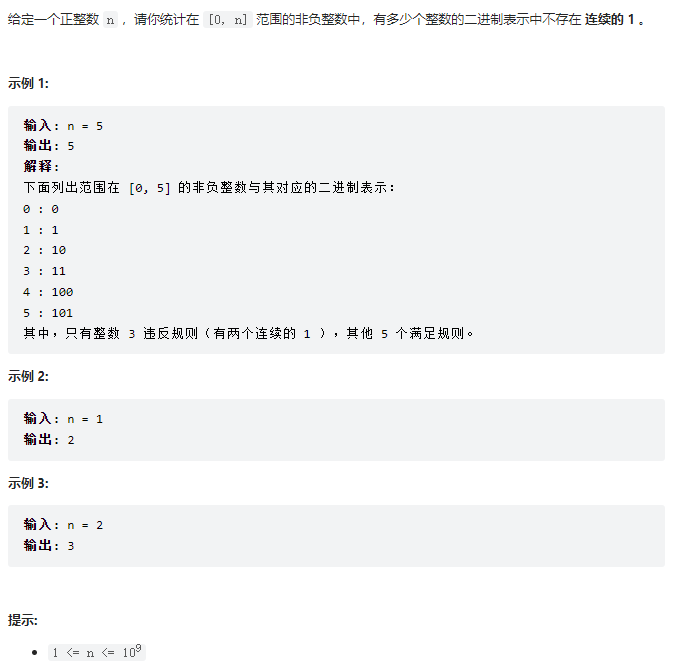 给定一个正整数 n ，请你统计在 [0, n] 范围的非负整数中，有多少个整数的二进制表示中不存在 连续的 1 。
示例 1:
输入: n = 5
输出: 5
解释:
下面列出范围在 [0, 5] 的非负整数与其对应的二进制表示：
0 : 0
1 : 1
2 : 10
3 : 11
4 : 100
5 : 101
其中，只有整数 3 违反规则（有两个连续的 1 ），其他 5 个满足规则。
示例 2:
输入: n = 1
输出: 2
示例 3:
输入: n = 2
输出: 3
提示:
• 1 <= n <= 10⁹